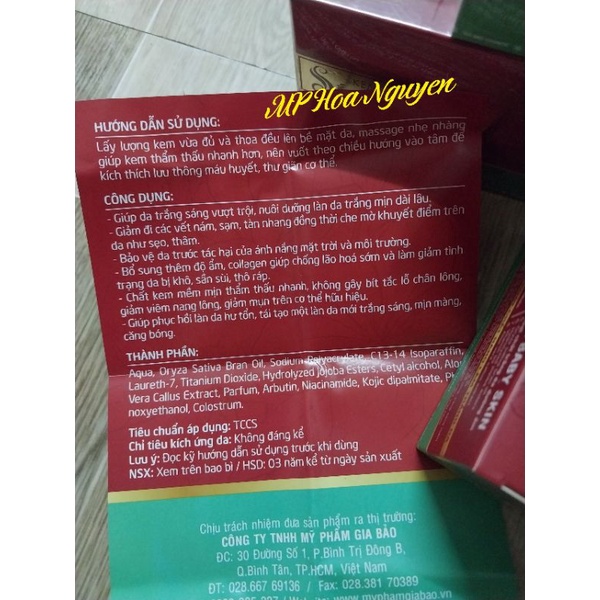 MP Hoa Nguyen
HƯỚNG DẪN SỬ DỤNG:
Lấy lượng kem vừa đủ và thoa đều lên bề mặt da, massage nhẹ nhàng
giúp kem thẩm thấu nhanh hơn, nên vuốt theo chiều hướng vào tâm để
kích thích lưu thông máu huyết, thư giãn cơ thể.
CÔNG DỤNG:
- Giúp da trắng sáng vượt trội, nuôi dưỡng làn da trắng mịn dài lâu.
- Giảm đi các vết nám, sạm, tàn nhang đồng thời che mờ khuyết điểm trên
da như sẹo, thâm.
- Bảo vệ da trước tác hại của ánh nắng mặt trời và môi trường.
- Bổ sung thêm độ ẩm, collagen giúp chống lão hoá sớm và làm giảm tình
trạng da bị khô, sần sùi, thô ráp.
- Chất kem mềm mịn thẩm thấu nhanh, không gây bít tắc lỗ chân lông,
giảm viêm nang lông, giảm mụn trên cơ thể hữu hiệu.
- Giúp phục hồi làn da hư tổn, tái tạo một làn da mới trắng sáng, mịn màng,
căng bóng.
THÀNH PHẦN:
Aqua, Oryza Sativa Bran Oil, Sodium Polyacrylate, C13-14 Isoparaffin,
Laureth-7, Titanium Dioxide, Hydrolyzed Jojoba Esters, Cetyl alcohol, Aloe
Vera Callus Extract, Parfum, Arbutin, Niacinamide, Kojic dipalmitate, Phe
noxyethanol, Colostrum.
Tiêu chuẩn áp dụng: TCCS
Chỉ tiêu kích ứng da: Không đáng kể
Lưu ý: Đọc kỹ hướng dẫn sử dụng trước khi dùng
NSX: Xem trên bao bì / HSD: 03 năm kể từ ngày sản xuất
Chịu trách nhiệm đưa sản phẩm ra thị trường:
CÔNG TY TNHH MỸ PHẨM GIA BẢO
ĐC: 30 Đường Số 1, P.Bình Trị Đông B,
Q.Bình Tân, TP.HCM, Việt Nam
ĐT: 028.667 69136 / Fax: 028.381 70389
www.myphamgiabao.vn
BABY SKIN